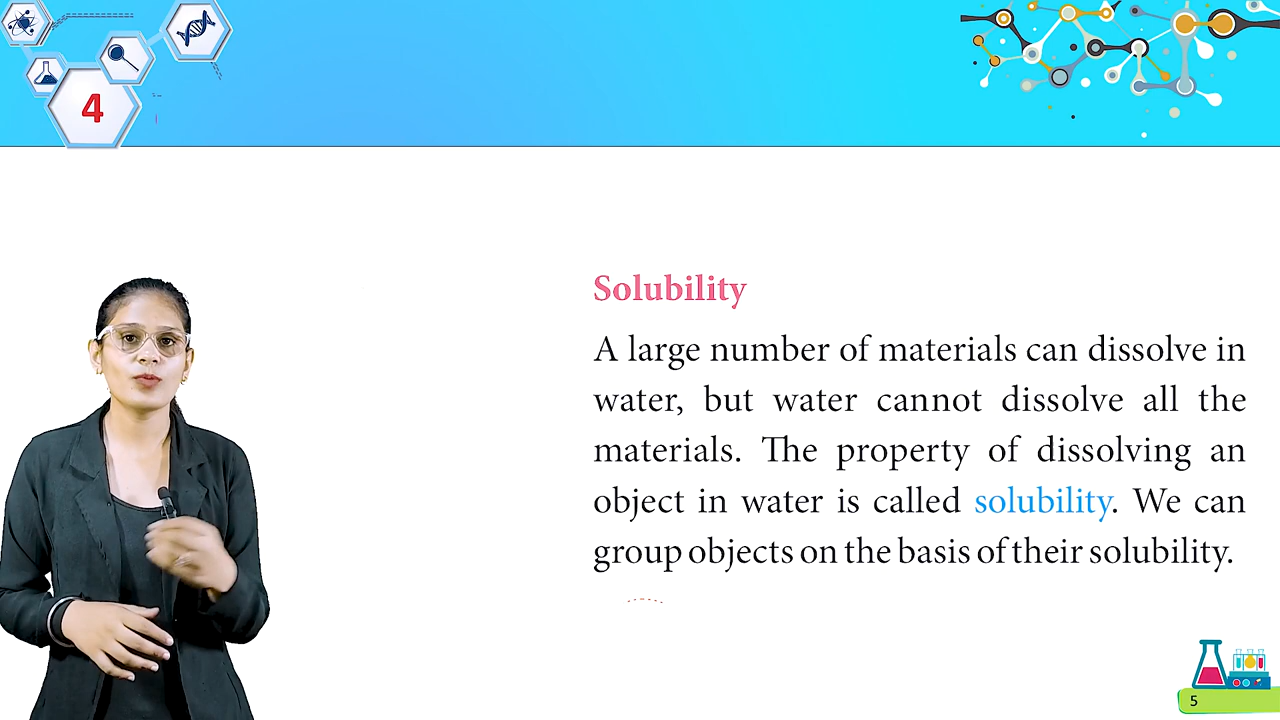 4
Solubility
A large number of materials can dissolve in
water, but water cannot dissolve all the
materials. The property of dissolving an
object in water is called solubility. We can
group objects on the basis of their solubility.
5